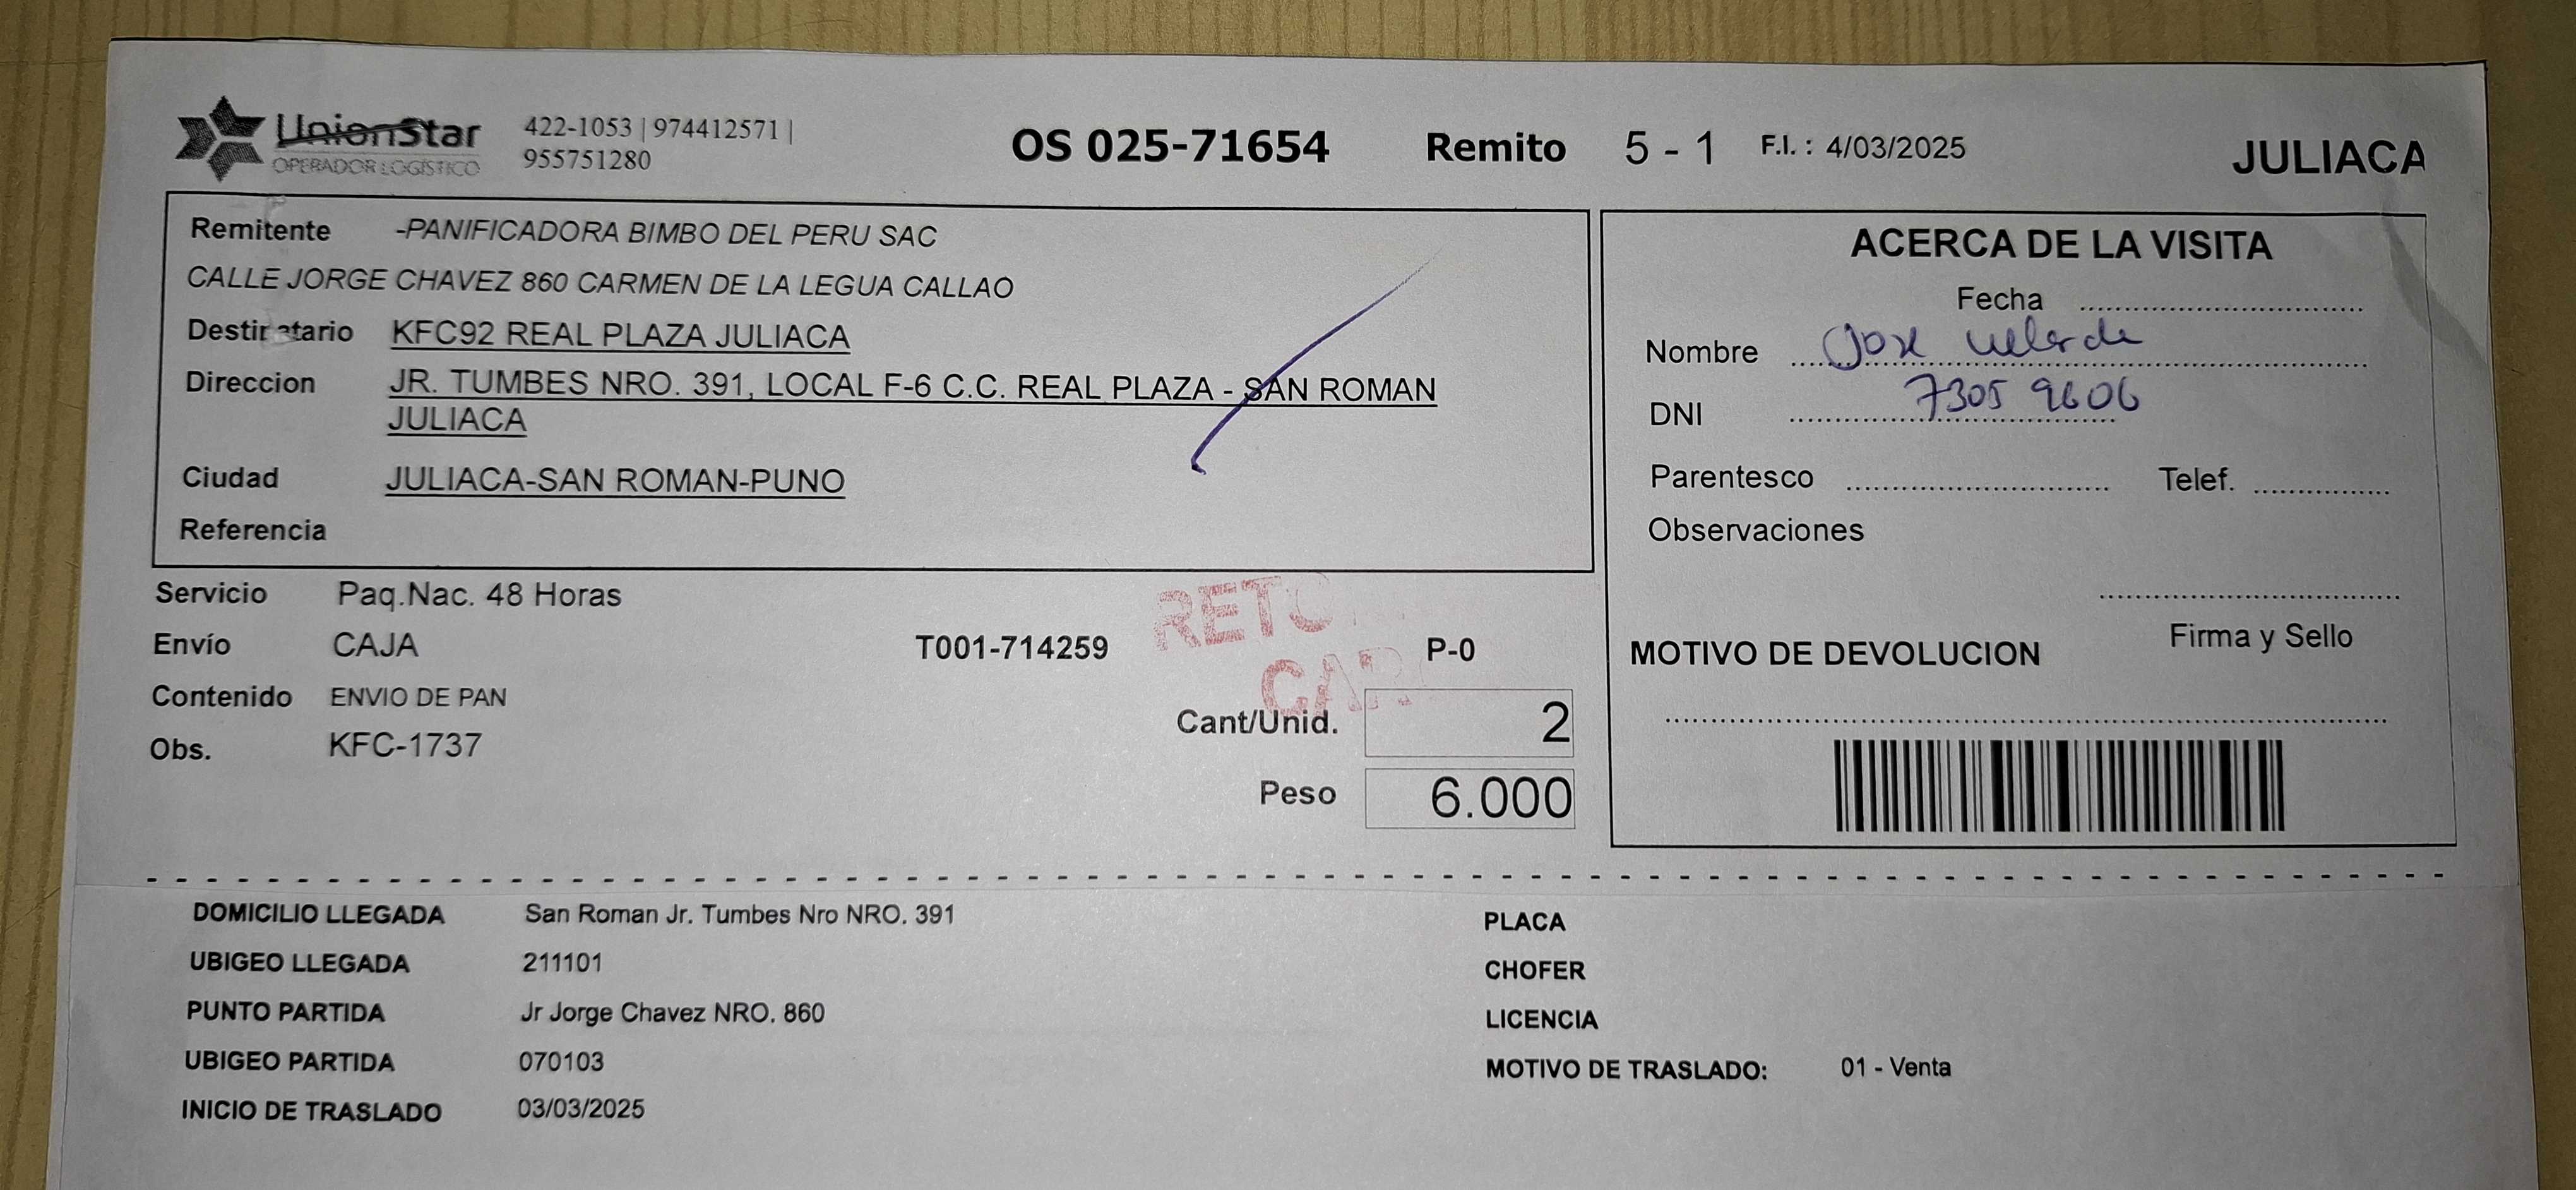 UnionStar
OPERADOR LOGÍSTICO
422-1053 | 974412571 |
955751280
OS 025-71654 Remito 5 - 1 F.I. : 4/03/2025 JULIACA
Remitente -PANIFICADORA BIMBO DEL PERU SAC
CALLE JORGE CHAVEZ 860 CARMEN DE LA LEGUA CALLAO
Destinatario KFC92 REAL PLAZA JULIACA
Direccion JR. TUMBES NRO. 391, LOCAL F-6 C.C. REAL PLAZA - SAN ROMAN
JULIACA
Ciudad JULIACA-SAN ROMAN-PUNO
Referencia
ACERCA DE LA VISITA
Fecha
Nombre Jose Velarde
DNI 73059606
Parentesco Telef.
Observaciones
Firma y Sello
MOTIVO DE DEVOLUCION
Servicio Paq.Nac. 48 Horas
Envío CAJA T001-714259 P-0
Contenido ENVIO DE PAN
Obs. KFC-1737
Cant/Unid. 2
Peso 6.000
DOMICILIO LLEGADA San Roman Jr. Tumbes Nro NRO. 391
UBIGEO LLEGADA 211101
PUNTO PARTIDA Jr Jorge Chavez NRO. 860
UBIGEO PARTIDA 070103
INICIO DE TRASLADO 03/03/2025
PLACA
CHOFER
LICENCIA
MOTIVO DE TRASLADO: 01 - Venta